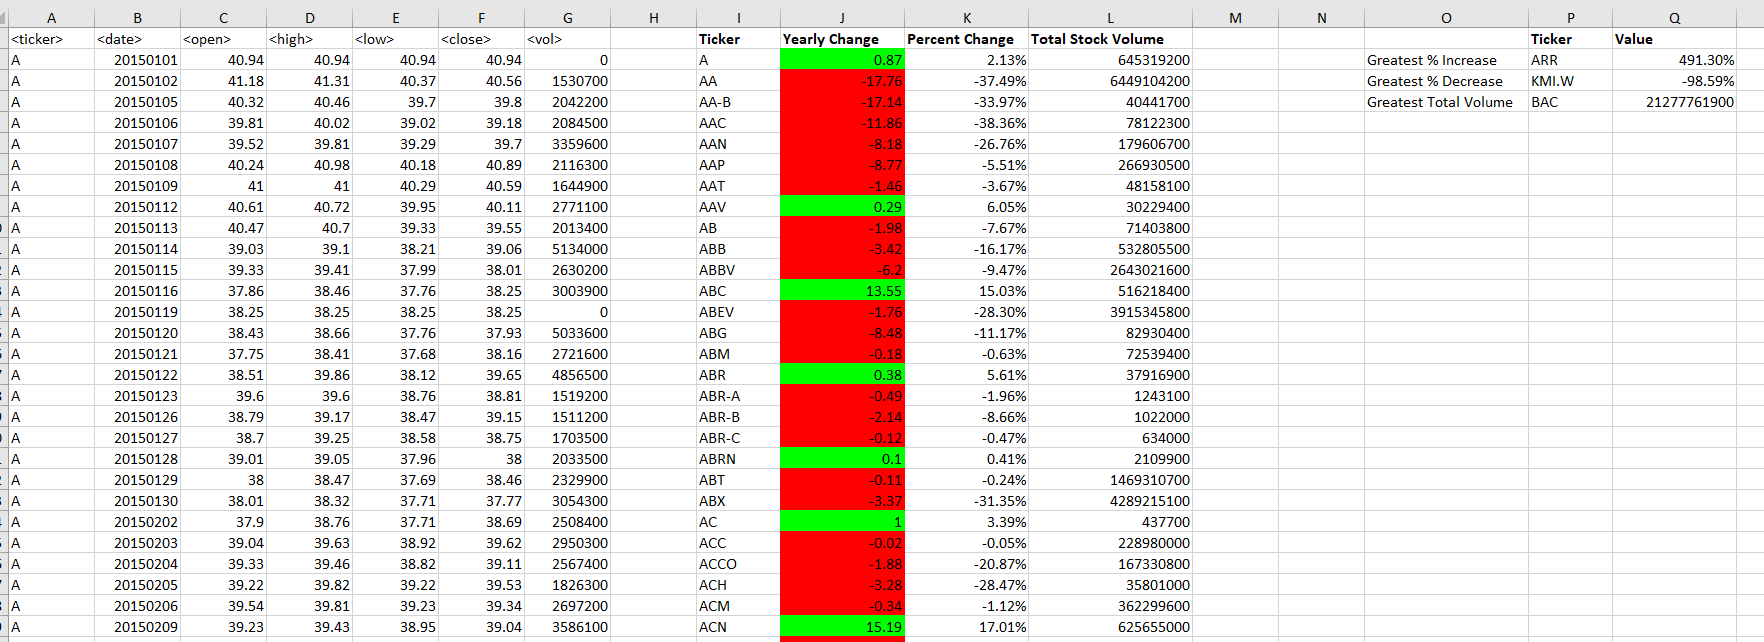 A B C D E F G H I J K L M N O P Q
<ticker> <date> <open> <high> <low> <close> <vol> Ticker Yearly Change Percent Change Total Stock Volume Ticker Value
A 20150101 40.94 40.94 40.94 40.94 0 A 0.87 2.13% 645319200 Greatest % Increase ARR 491.30%
A 20150102 41.18 41.31 40.37 40.56 1530700 AA -17.76 -37.49% 6449104200 Greatest % Decrease KMI.W -98.59%
A 20150105 40.32 40.46 39.7 39.8 2042200 AA-B -17.14 -33.97% 40441700 Greatest Total Volume BAC 21277761900
A 20150106 39.81 40.02 39.02 39.18 2084500 AAC -11.86 -38.36% 78122300
A 20150107 39.52 39.81 39.29 39.7 3359600 AAN -8.18 -26.76% 179606700
A 20150108 40.24 40.98 40.18 40.89 2116300 AAP -8.77 -5.51% 266930500
A 20150109 41 41 40.29 40.59 1644900 AAT -1.46 -3.67% 48158100
A 20150112 40.61 40.72 39.95 40.11 2771100 AAV 0.29 6.05% 30229400
A 20150113 40.47 40.7 39.33 39.55 2013400 AB -1.98 -7.67% 71403800
A 20150114 39.03 39.1 38.21 39.06 5134000 ABB -3.42 -16.17% 532805500
A 20150115 39.33 39.41 37.99 38.01 2630200 ABBV -6.2 -9.47% 2643021600
A 20150116 37.86 38.46 37.76 38.25 3003900 ABC 13.55 15.03% 516218400
A 20150119 38.25 38.25 38.25 38.25 0 ABEV -1.76 -28.30% 3915345800
A 20150120 38.43 38.66 37.76 37.93 5033600 ABG -8.48 -11.17% 82930400
A 20150121 37.75 38.41 37.68 38.16 2721600 ABM -0.18 -0.63% 72539400
A 20150122 38.51 39.86 38.12 39.65 4856500 ABR 0.38 5.61% 37916900
A 20150123 39.6 39.6 38.76 38.81 1519200 ABR-A -0.49 -1.96% 1243100
A 20150126 38.79 39.17 38.47 39.15 1511200 ABR-B -2.14 -8.66% 1022000
A 20150127 38.7 39.25 38.58 38.75 1703500 ABR-C -0.12 -0.47% 634000
A 20150128 39.01 39.05 37.96 38 2033500 ABRN 0.1 0.41% 2109900
A 20150129 38 38.47 37.69 38.46 2329900 ABT -0.11 -0.24% 1469310700
A 20150130 38.01 38.32 37.71 37.77 3054300 ABX -3.37 -31.35% 4289215100
A 20150202 37.9 38.76 37.71 38.69 2508400 AC 1 3.39% 437700
A 20150203 39.04 39.63 38.92 39.62 2950300 ACC -0.02 -0.05% 228980000
A 20150204 39.33 39.46 38.82 39.11 2567400 ACCO -1.88 -20.87% 167330800
A 20150205 39.22 39.82 39.22 39.53 1826300 ACH -3.28 -28.47% 35801000
A 20150206 39.54 39.81 39.23 39.34 2697200 ACM -0.34 -1.12% 362299600
A 20150209 39.23 39.43 38.95 39.04 3586100 ACN 15.19 17.01% 625655000